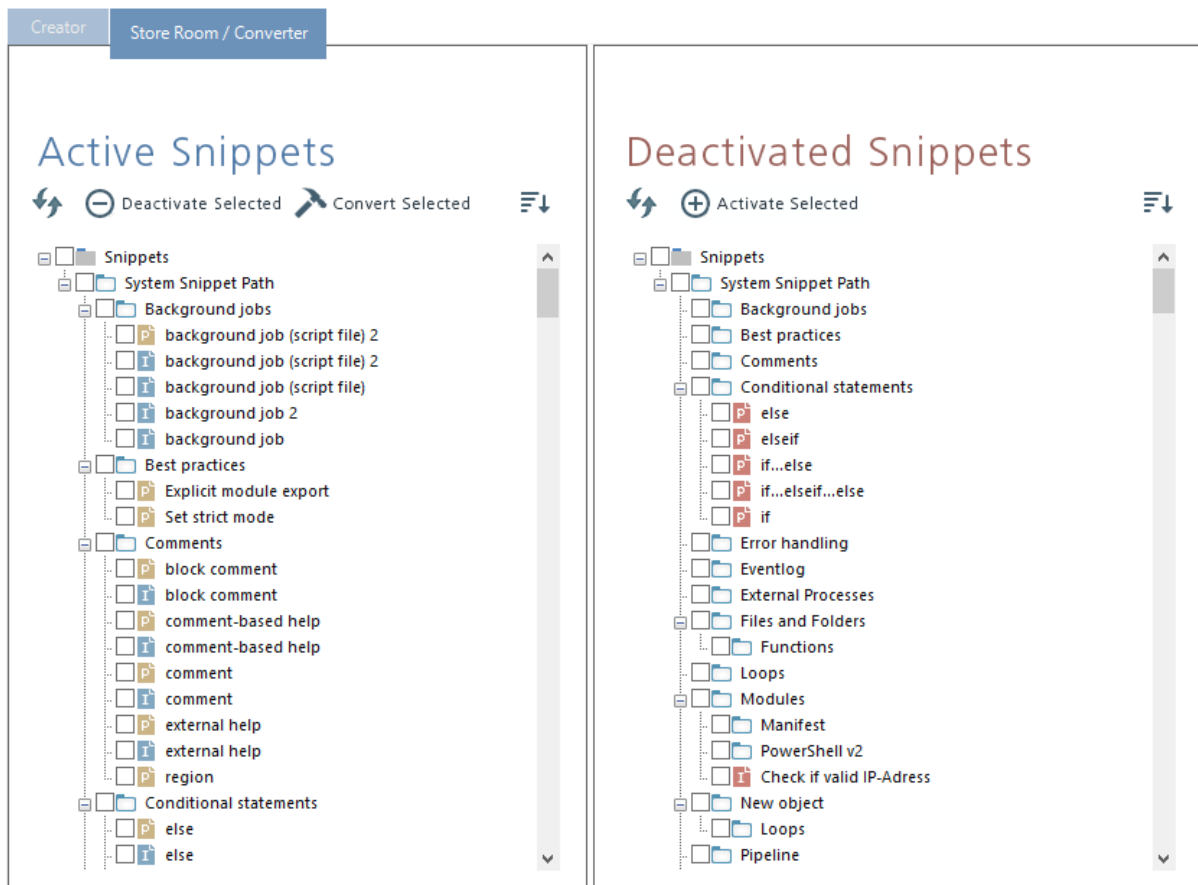 Creator
Store Room / Converter
Active Snippets
Deactivate Selected Convert Selected
Snippets
System Snippet Path
Background jobs
P background job (script file) 2
I background job (script file) 2
I background job (script file)
I background job 2
I background job
Best practices
P Explicit module export
P Set strict mode
Comments
P block comment
I block comment
P comment-based help
I comment-based help
P comment
I comment
P external help
I external help
P region
Conditional statements
P else
I else
Deactivated Snippets
Activate Selected
Snippets
System Snippet Path
Background jobs
Best practices
Comments
Conditional statements
P else
P elseif
P if...else
P if...elseif...else
P if
Error handling
Eventlog
External Processes
Files and Folders
Functions
Loops
Modules
Manifest
PowerShell v2
I Check if valid IP-Adress
New object
Loops
Pipeline